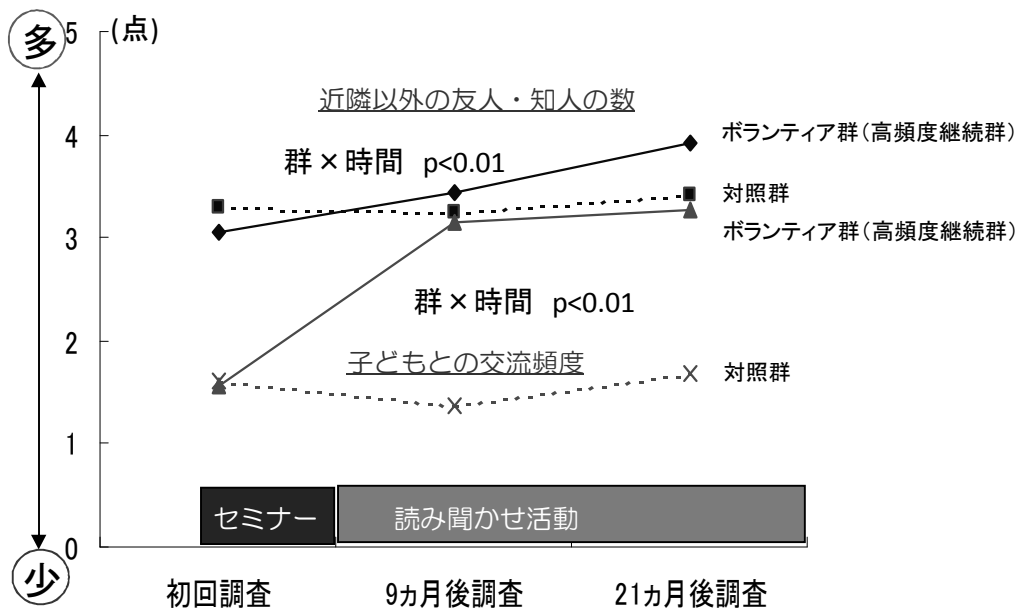 多
5 (点)
近隣以外の友人・知人の数
ボランティア群(高頻度継続群)
4
群×時間 p<0.01
対照群
3
ボランティア群(高頻度継続群)
群×時間 p<0.01
2
子どもとの交流頻度
対照群
1
セミナー 読み聞かせ活動
0
少
初回調査 9ヵ月後調査 21ヵ月後調査